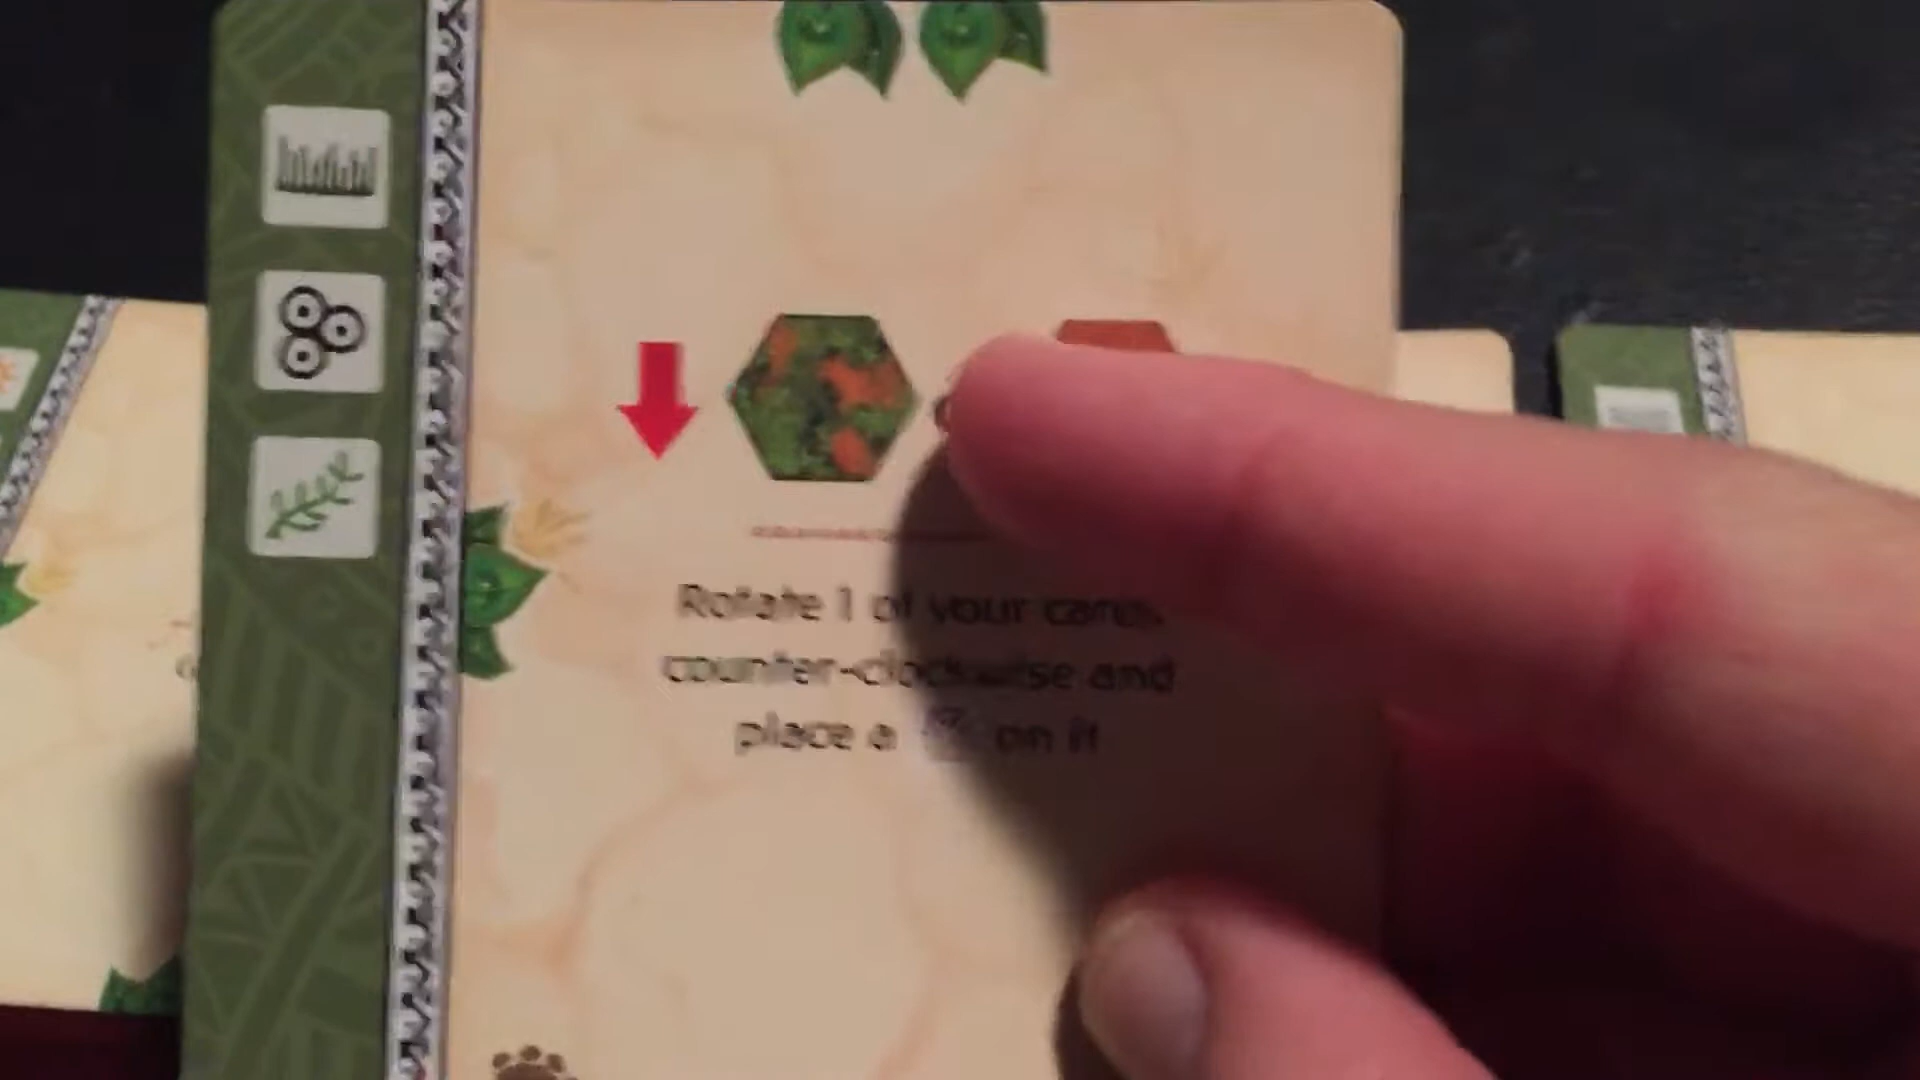 Rotate 1 of your cards
counter-clockwise and
place a on it